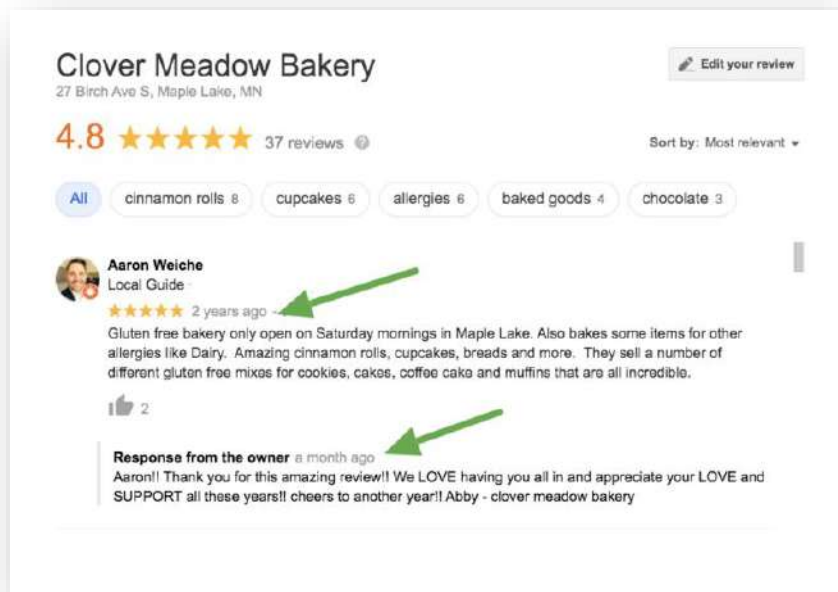 Clover Meadow Bakery
Edit your review
27 Birch Ave S, Maple Lake, MN
4.8 37 reviews
Sort by: Most relevant
All cinnamon rolls 8 cupcakes 6 allergies 6 baked goods 4 chocolate 3
Aaron Weiche
Local Guide
2 years ago
Gluten free bakery only open on Saturday mornings in Maple Lake. Also bakes some items for other
allergies like Dairy. Amazing cinnamon rolls, cupcakes, breads and more. They sell a number of
different gluten free mixes for cookies, cakes, coffee cake and muffins that are all incredible.
2
Response from the owner a month ago
Aaron!! Thank you for this amazing review!! We LOVE having you all in and appreciate your LOVE and
SUPPORT all these years!! cheers to another year!! Abby - clover meadow bakery